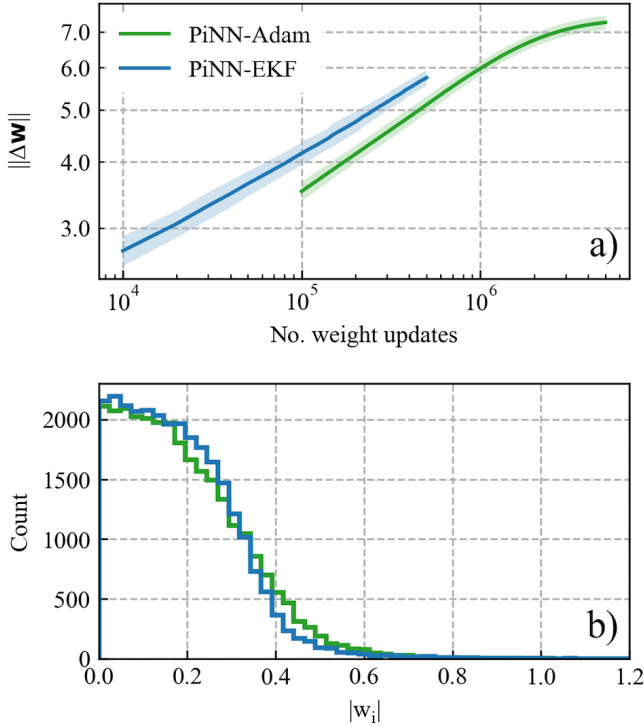 7.0
6.0
5.0
4.0
3.0
||Δw||
PiNN-Adam
PiNN-EKF
a)
10⁴
10⁵
10⁶
No. weight updates
2000
1500
1000
500
0
Count
b)
0.0
0.2
0.4
0.6
0.8
1.0
1.2
|wᵢ|